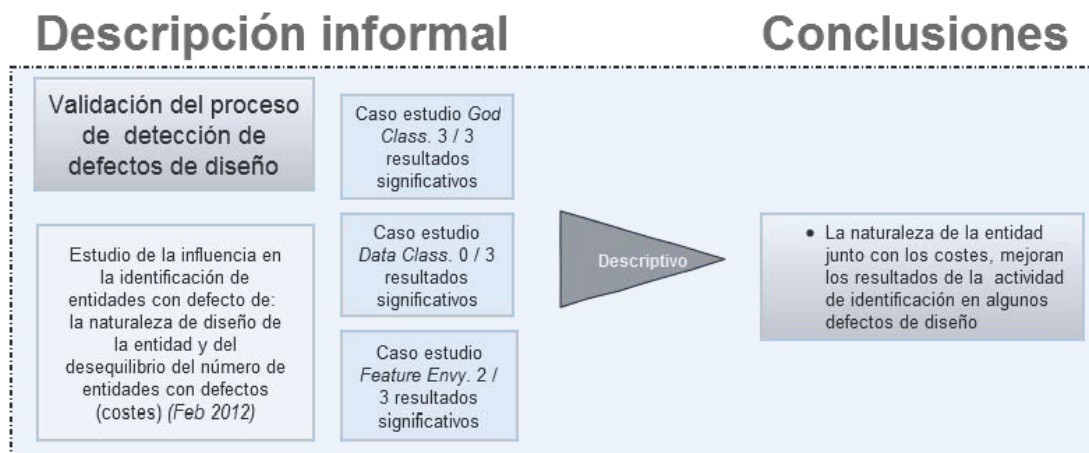 Descripción informal
Conclusiones
Validación del proceso
de detección de
defectos de diseño
Estudio de la influencia en
la identificación de
entidades con defecto de:
la naturaleza de diseño de
la entidad y del
desequilibrio del número de
entidades con defectos
(costes) (Feb 2012)
Caso estudio God
Class. 3 / 3
resultados
significativos
Caso estudio
Data Class. 0 / 3
resultados
significativos
Caso estudio
Feature Envy. 2 /
3 resultados
significativos
Descriptivo
• La naturaleza de la entidad
junto con los costes, mejoran
los resultados de la actividad
de identificación en algunos
defectos de diseño